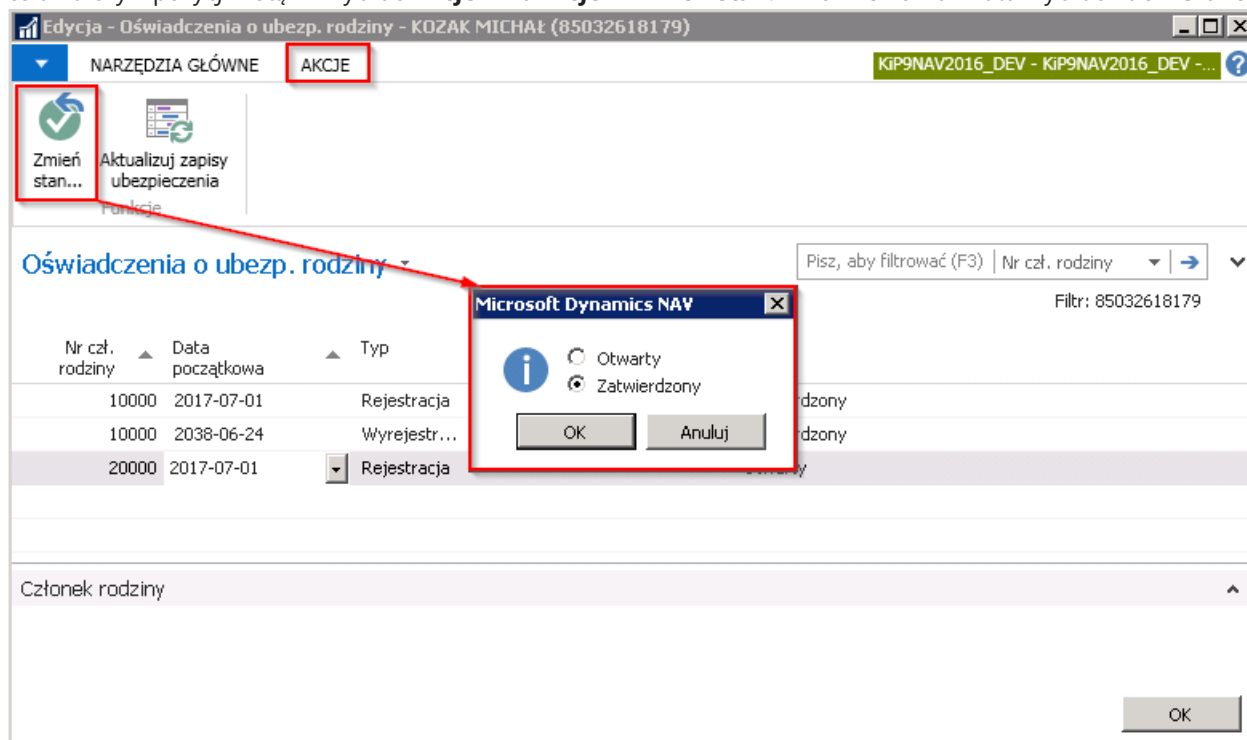 Edycja - Oświadczenia o ubezp. rodziny - KOZAK MICHAŁ (85032618179)
NARZĘDZIA GŁÓWNE AKCJE KiP9NAV2016_DEV - KiP9NAV2016_DEV -...
Zmień stan...
Aktualizuj zapisy ubezpieczenia
Funkcje
Oświadczenia o ubezp. rodziny
Pisz, aby filtrować (F3) Nr czł. rodziny
Filtr: 85032618179
Microsoft Dynamics NAV
Otwarty
Zatwierdzony
OK Anuluj
Nr czł. rodziny Data początkowa Typ
10000 2017-07-01 Rejestracja
10000 2038-06-24 Wyrejestr...
20000 2017-07-01 Rejestracja
Członek rodziny
OK